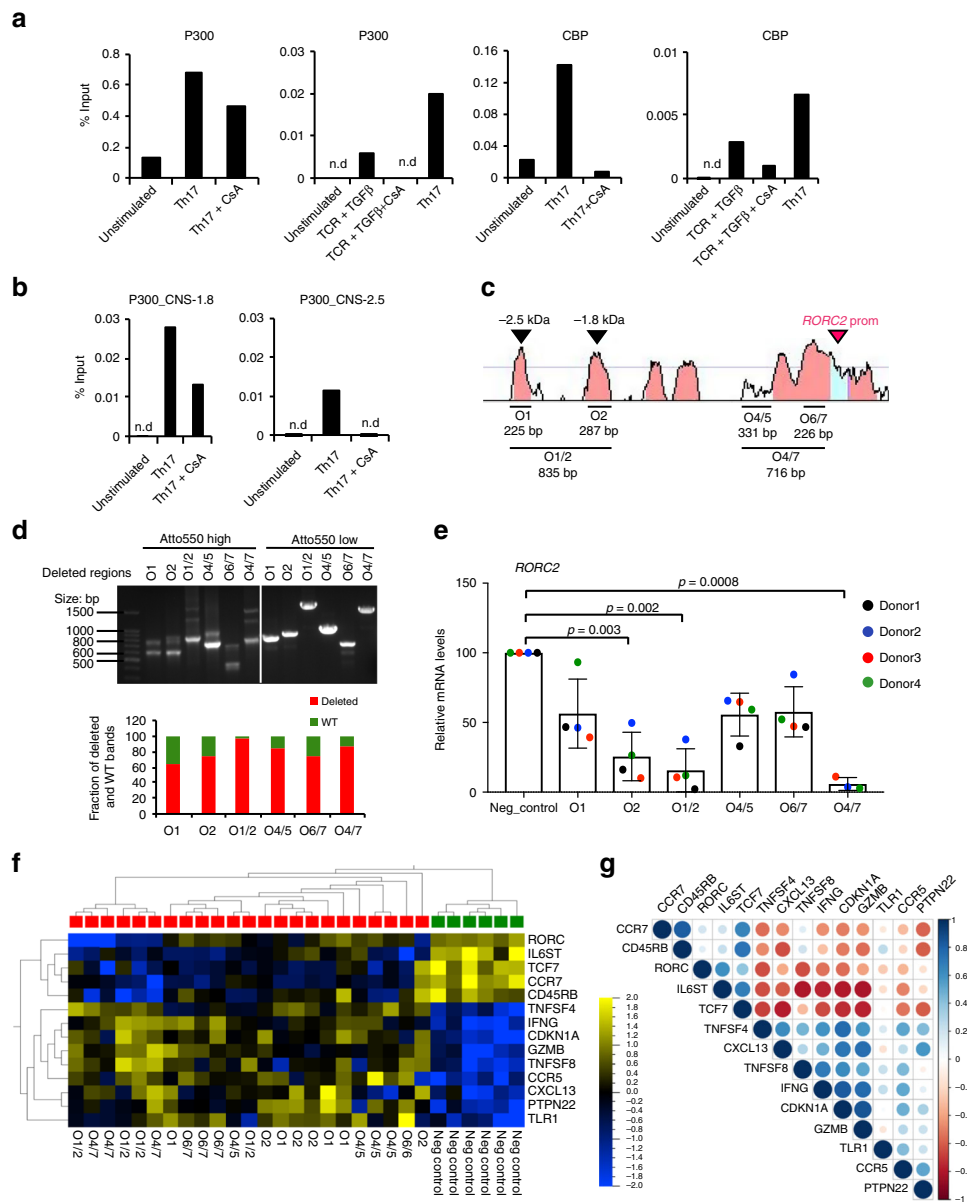 a
P300
P300
CBP
CBP
% Input
0.8
0.6
0.4
0.2
0
0.03
0.02
0.01
0
0.16
0.12
0.08
0.04
0
0.01
0.005
0
n.d
n.d
n.d
Unstimulated
Th17
Th17 + CsA
Unstimulated
TCR + TGFβ
TCR + TGFβ+CsA
Th17
Unstimulated
Th17
Th17+CsA
Unstimulated
TCR + TGFβ
TCR + TGFβ + CsA
Th17
b
P300_CNS-1.8
P300_CNS-2.5
% Input
0.03
0.02
0.01
0
0.03
0.02
0.01
0
n.d
n.d
n.d
Unstimulated
Th17
Th17 + CsA
Unstimulated
Th17
Th17 + CsA
c
−2.5 kDa
−1.8 kDa
RORC2 prom
O1
225 bp
O2
287 bp
O4/5
331 bp
O6/7
226 bp
O1/2
835 bp
O4/7
716 bp
d
Atto550 high
Atto550 low
Deleted regions
O1
O2
O1/2
O4/5
O6/7
O4/7
O1
O2
O1/2
O4/5
O6/7
O4/7
Size: bp
1500
1000
800
600
500
Deleted
WT
Fraction of deleted
and WT bands
120
100
80
60
40
20
0
O1
O2
O1/2
O4/5
O6/7
O4/7
e
RORC2
Relative mRNA levels
150
100
50
0
p = 0.0008
p = 0.002
p = 0.003
Donor1
Donor2
Donor3
Donor4
Neg_control
O1
O2
O1/2
O4/5
O6/7
O4/7
f
RORC
IL6ST
TCF7
CCR7
CD45RB
TNFSF4
IFNG
CDKN1A
GZMB
TNFSF8
CCR5
CXCL13
PTPN22
TLR1
2.0
1.8
1.6
1.4
1.2
1.0
0.8
0.6
0.4
0.2
0.0
−0.2
−0.4
−0.6
−0.8
−1.0
−1.2
−1.4
−1.6
−1.8
−2.0
O1/2
O4/7
O4/7
O1/2
O1/2
O4/7
O4/7
O1
O6/7
O6/7
O6/7
O4/5
O1
O2
O1
O2
O2
O1
O1
O4/5
O4/5
O4/5
O6/6
O2
Neg control
Neg control
Neg control
Neg control
Neg control
Neg control
g
CCR7
CD45RB
RORC
IL6ST
TCF7
TNFSF4
CXCL13
TNFSF8
IFNG
CDKN1A
GZMB
TLR1
CCR5
PTPN22
CCR7
CD45RB
RORC
IL6ST
TCF7
TNFSF4
CXCL13
TNFSF8
IFNG
CDKN1A
GZMB
TLR1
CCR5
PTPN22
1
0.8
0.6
0.4
0.2
0
−0.2
−0.4
−0.6
−0.8
−1